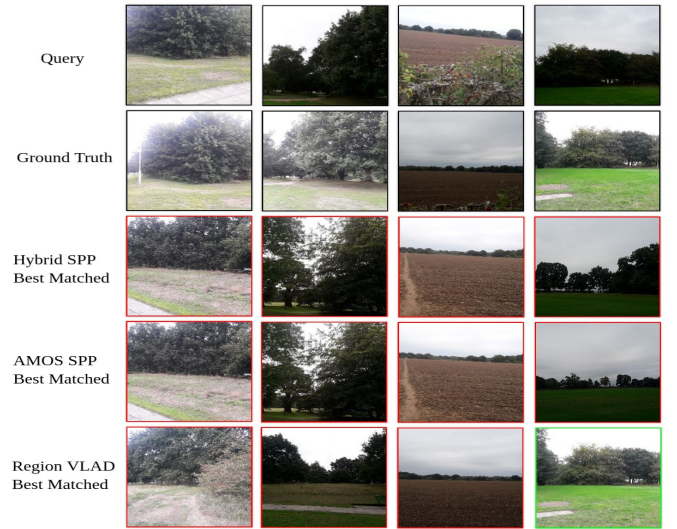 Query
Ground Truth
Hybrid SPP
Best Matched
AMOS SPP
Best Matched
Region VLAD
Best Matched